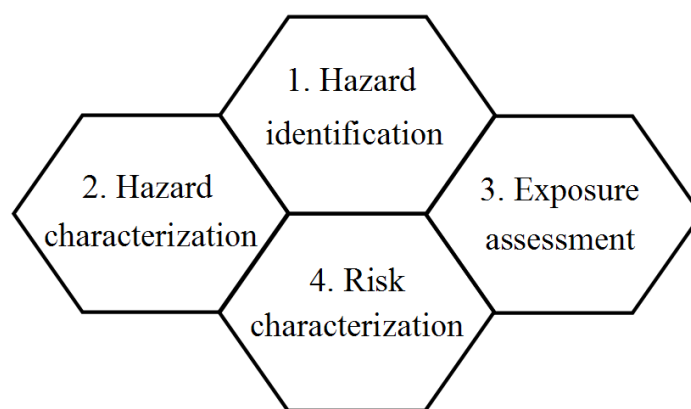 1. Hazard
identification
2. Hazard
characterization
3. Exposure
assessment
4. Risk
characterization